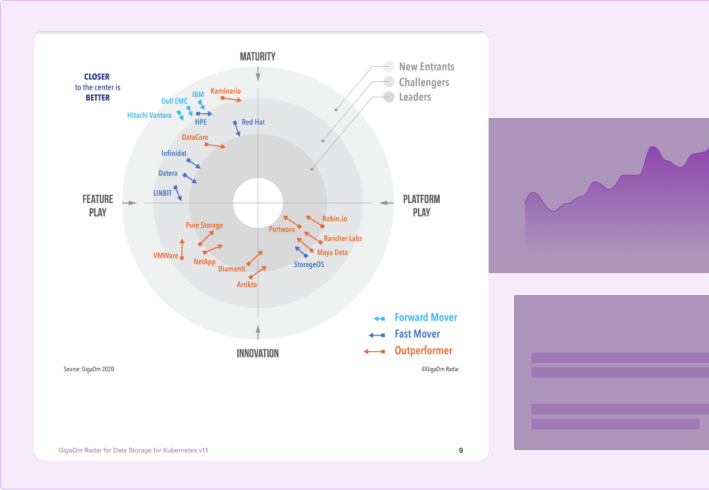 MATURITY
CLOSER
to the center is
BETTER
New Entrants
Challengers
Leaders
IBM
Kaminario
Dell EMC
Hitachi Vantara
HPE
Red Hat
DataCore
Infinidat
Datera
LINBIT
FEATURE
PLAY
PLATFORM
PLAY
Pure Storage
Portworx
Robin.io
Rancher Labs
VMWare
NetApp
Diamanti
Maya Data
StorageOS
Arrikto
Forward Mover
Fast Mover
Outperformer
INNOVATION
Source: GigaOm 2020
©GigaOm Radar
GigaOm Radar for Data Storage for Kubernetes v1.1
9